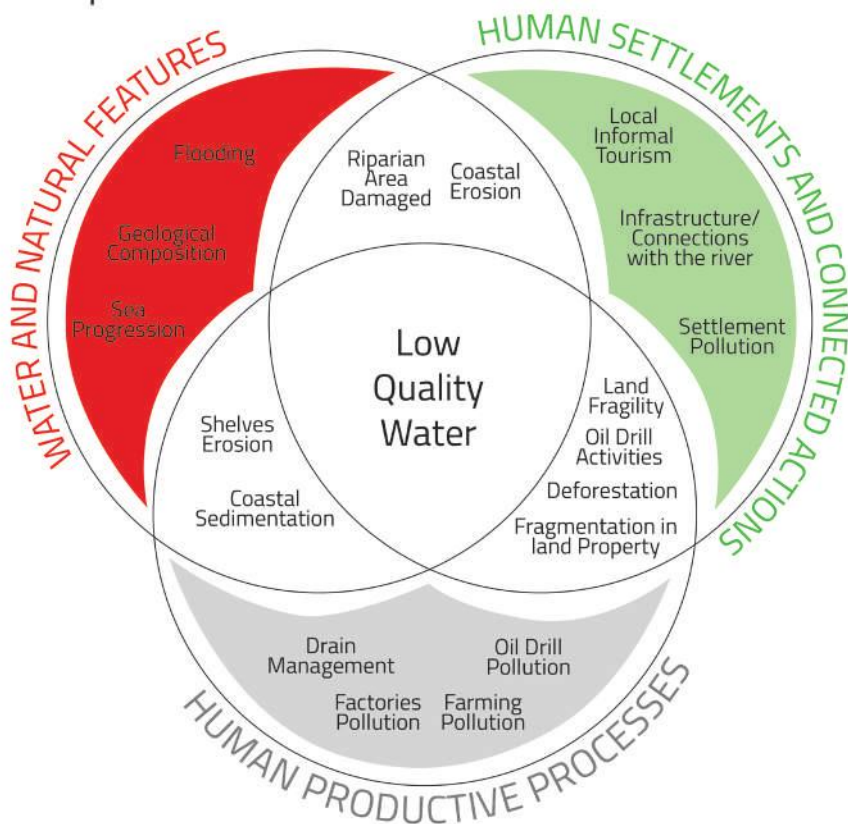 WATER AND NATURAL FEATURES
HUMAN SETTLEMENTS AND CONNECTED ACTIONS
Flooding
Geological
Composition
Sea
Progression
Riparian
Area
Damaged
Coastal
Erosion
Local
Informal
Tourism
Infrastructure/
Connections
with the river
Settlement
Pollution
Low
Quality
Water
Shelves
Erosion
Coastal
Sedimentation
Land
Fragility
Oil Drill
Activities
Deforestation
Fragmentation in
land Property
Drain
Management
Oil Drill
Pollution
Factories
Pollution
Farming
Pollution
HUMAN PRODUCTIVE PROCESSES